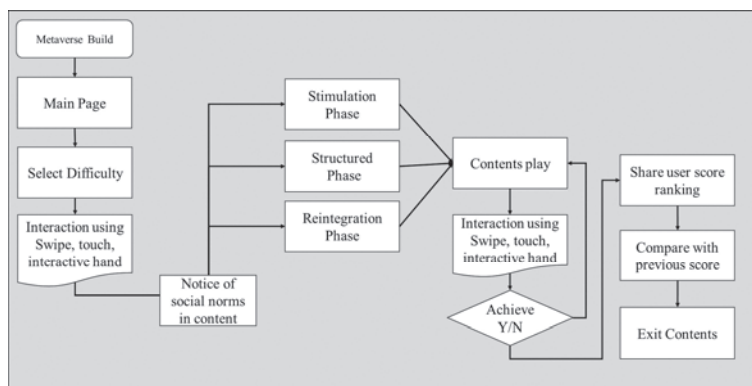 Metaverse Build
Main Page
Select Difficulty
Interaction using
Swipe, touch,
interactive hand
Notice of
social norms
in content
Stimulation
Phase
Structured
Phase
Reintegration
Phase
Contents play
Interaction using
Swipe, touch,
interactive hand
Achieve
Y/N
Share user score
ranking
Compare with
previous score
Exit Contents